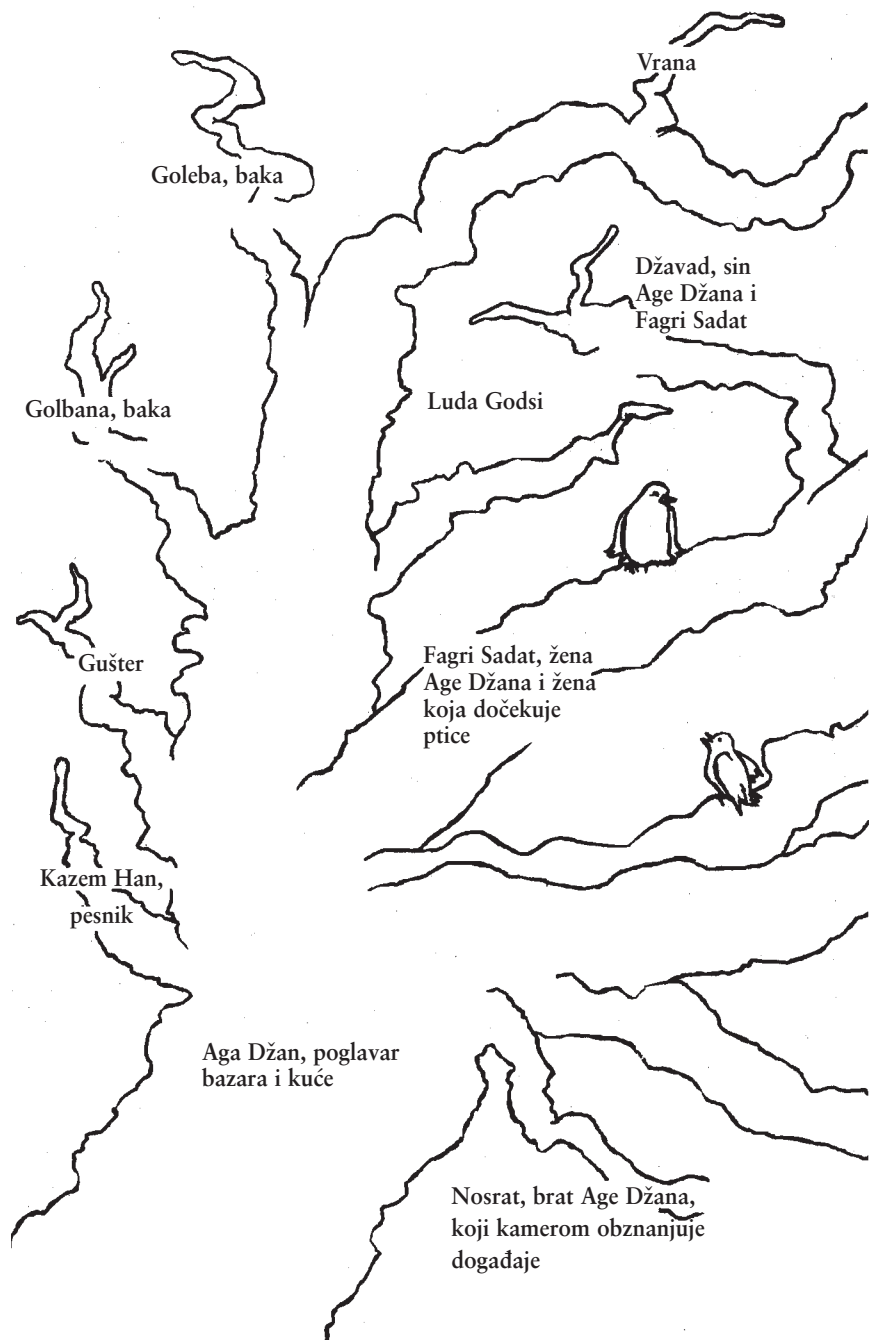 Vrana
Goleba, baka
Džavad, sin
Age Džana i
Fagri Sadat
Golbana, baka
Luda Godsi
Gušter
Fagri Sadat, žena
Age Džana i žena
koja dočekuje
ptice
Kazem Han,
pesnik
Aga Džan, poglavar
bazara i kuće
Nosrat, brat Age Džana,
koji kamerom obznanjuje
događaje